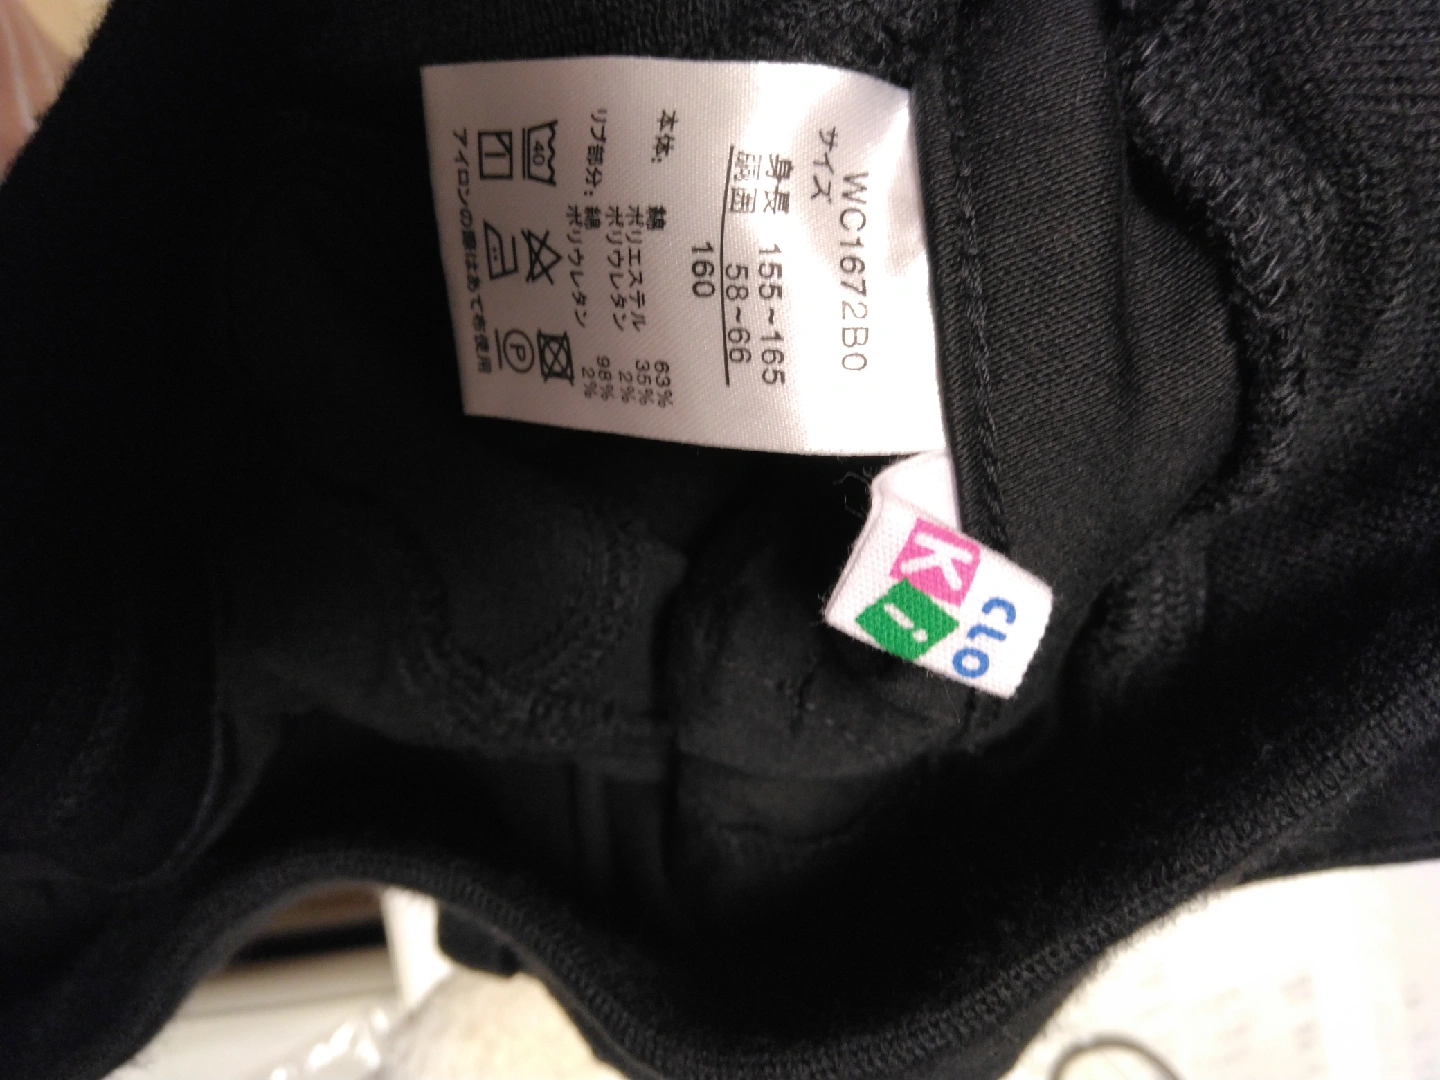 WC1672B0
サイズ
身長 155~165
胴囲 58~66
160
本体: 綿 63%
ポリエステル 35%
ポリウレタン 2%
リブ部分: 綿 98%
ポリウレタン 2%
40
P
アイロンの際はあて布使用
Ki
CLO